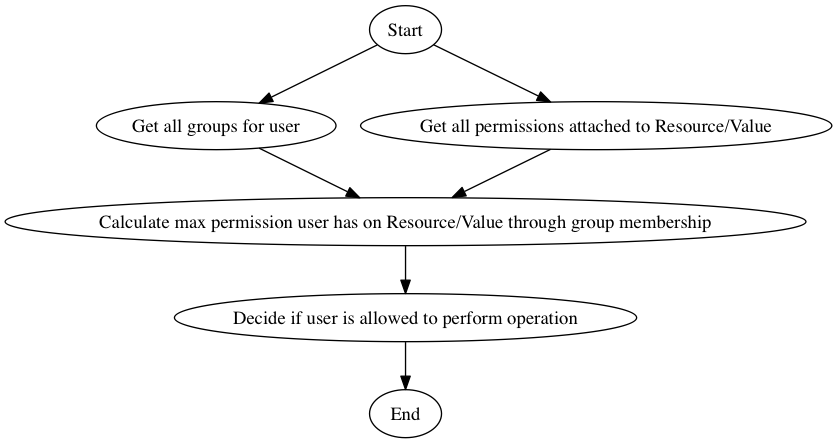 Start
Get all groups for user
Get all permissions attached to Resource/Value
Calculate max permission user has on Resource/Value through group membership
Decide if user is allowed to perform operation
End